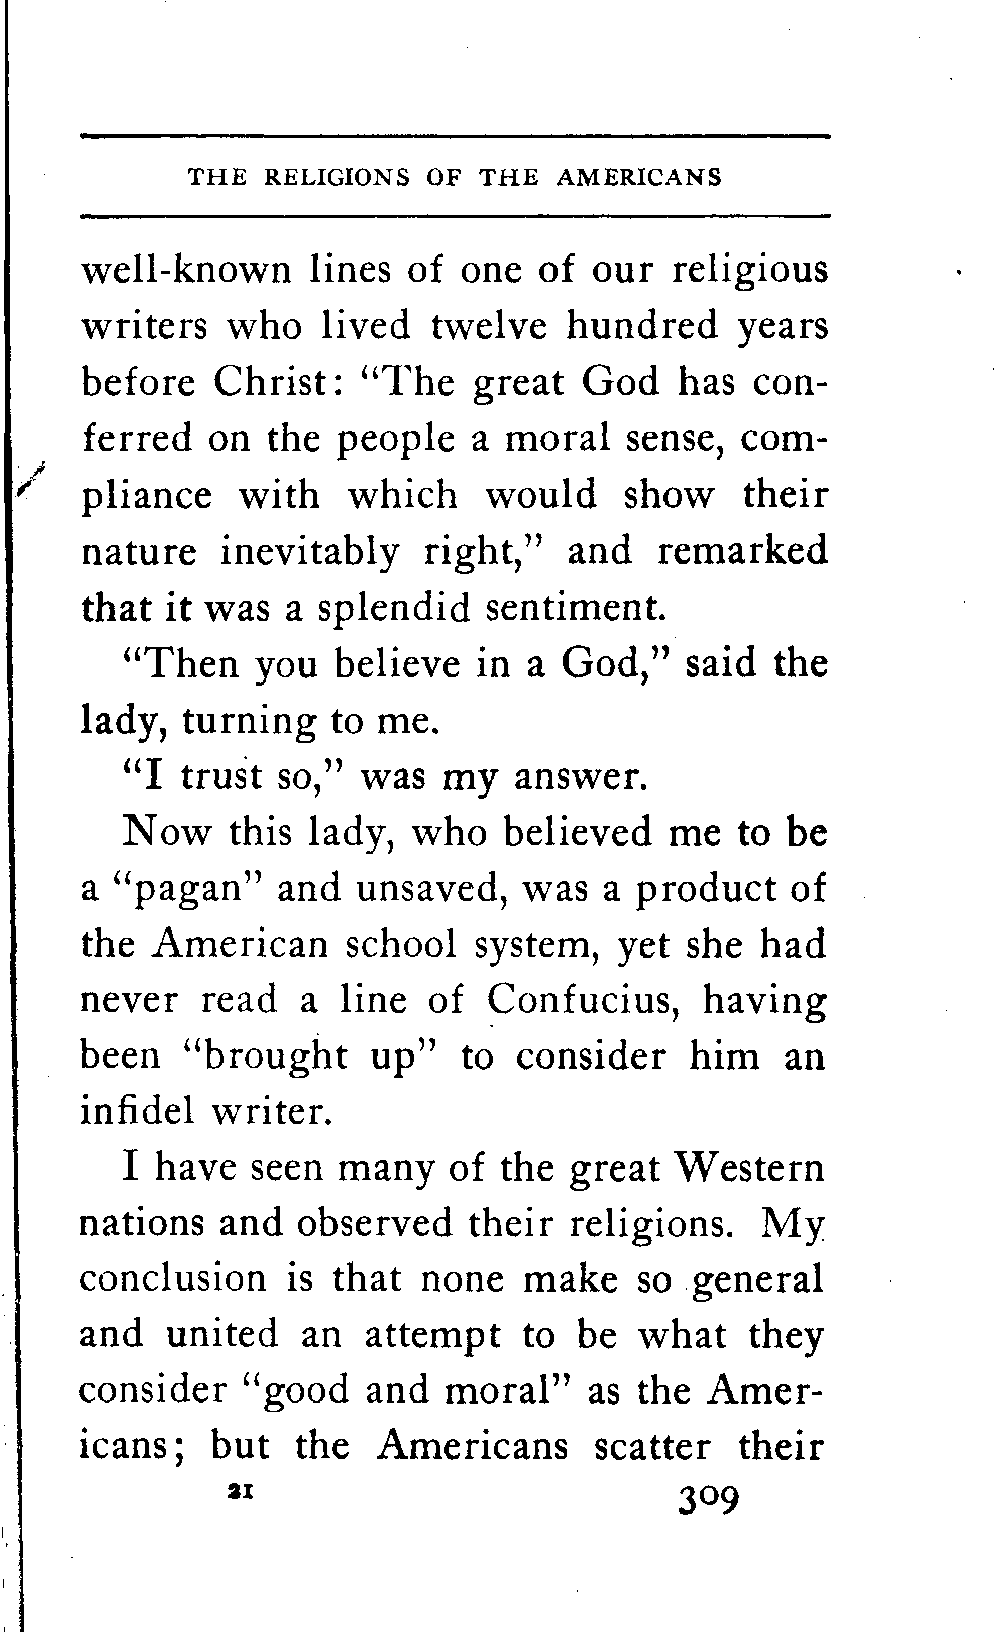 THE RELIGIONS OF THE AMERICANS
well-known lines of one of our religious
writers who lived twelve hundred years
before Christ: “The great God has con-
ferred on the people a moral sense, com-
pliance with which would show their
nature inevitably right,” and remarked
that it was a splendid sentiment.
“Then you believe in a God,” said the
lady, turning to me.
“I trust so,” was my answer.
Now this lady, who believed me to be
a “pagan” and unsaved, was a product of
the American school system, yet she had
never read a line of Confucius, having
been “brought up” to consider him an
infidel writer.
I have seen many of the great Western
nations and observed their religions. My
conclusion is that none make so general
and united an attempt to be what they
consider “good and moral” as the Amer-
icans; but the Americans scatter their
21 309